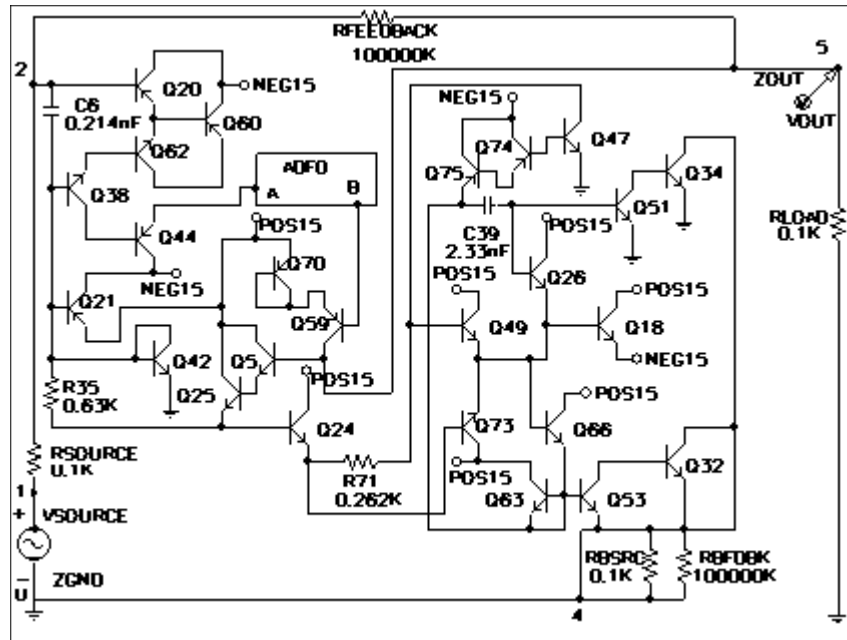 RFEEDBACK
100000K
5
2
ZOUT
VOUT
Q20
NEG15
C6
0.214nF
Q60
NEG15
Q47
Q62
Q74
ADF0
Q75
Q34
Q38
A
B
Q51
RLOAD
0.1K
Q44
POS15
C39
2.33nF
POS15
Q70
Q26
NEG15
POS15
POS15
Q21
Q59
Q49
Q18
Q42
Q5
NEG15
R35
0.63K
Q25
POS15
POS15
Q24
Q73
Q66
RSOURCE
0.1K
R71
0.262K
POS15
Q32
1
Q63
Q53
+
VSOURCE
RBSRC
0.1K
RBFDBK
100000K
ZGND
0
4